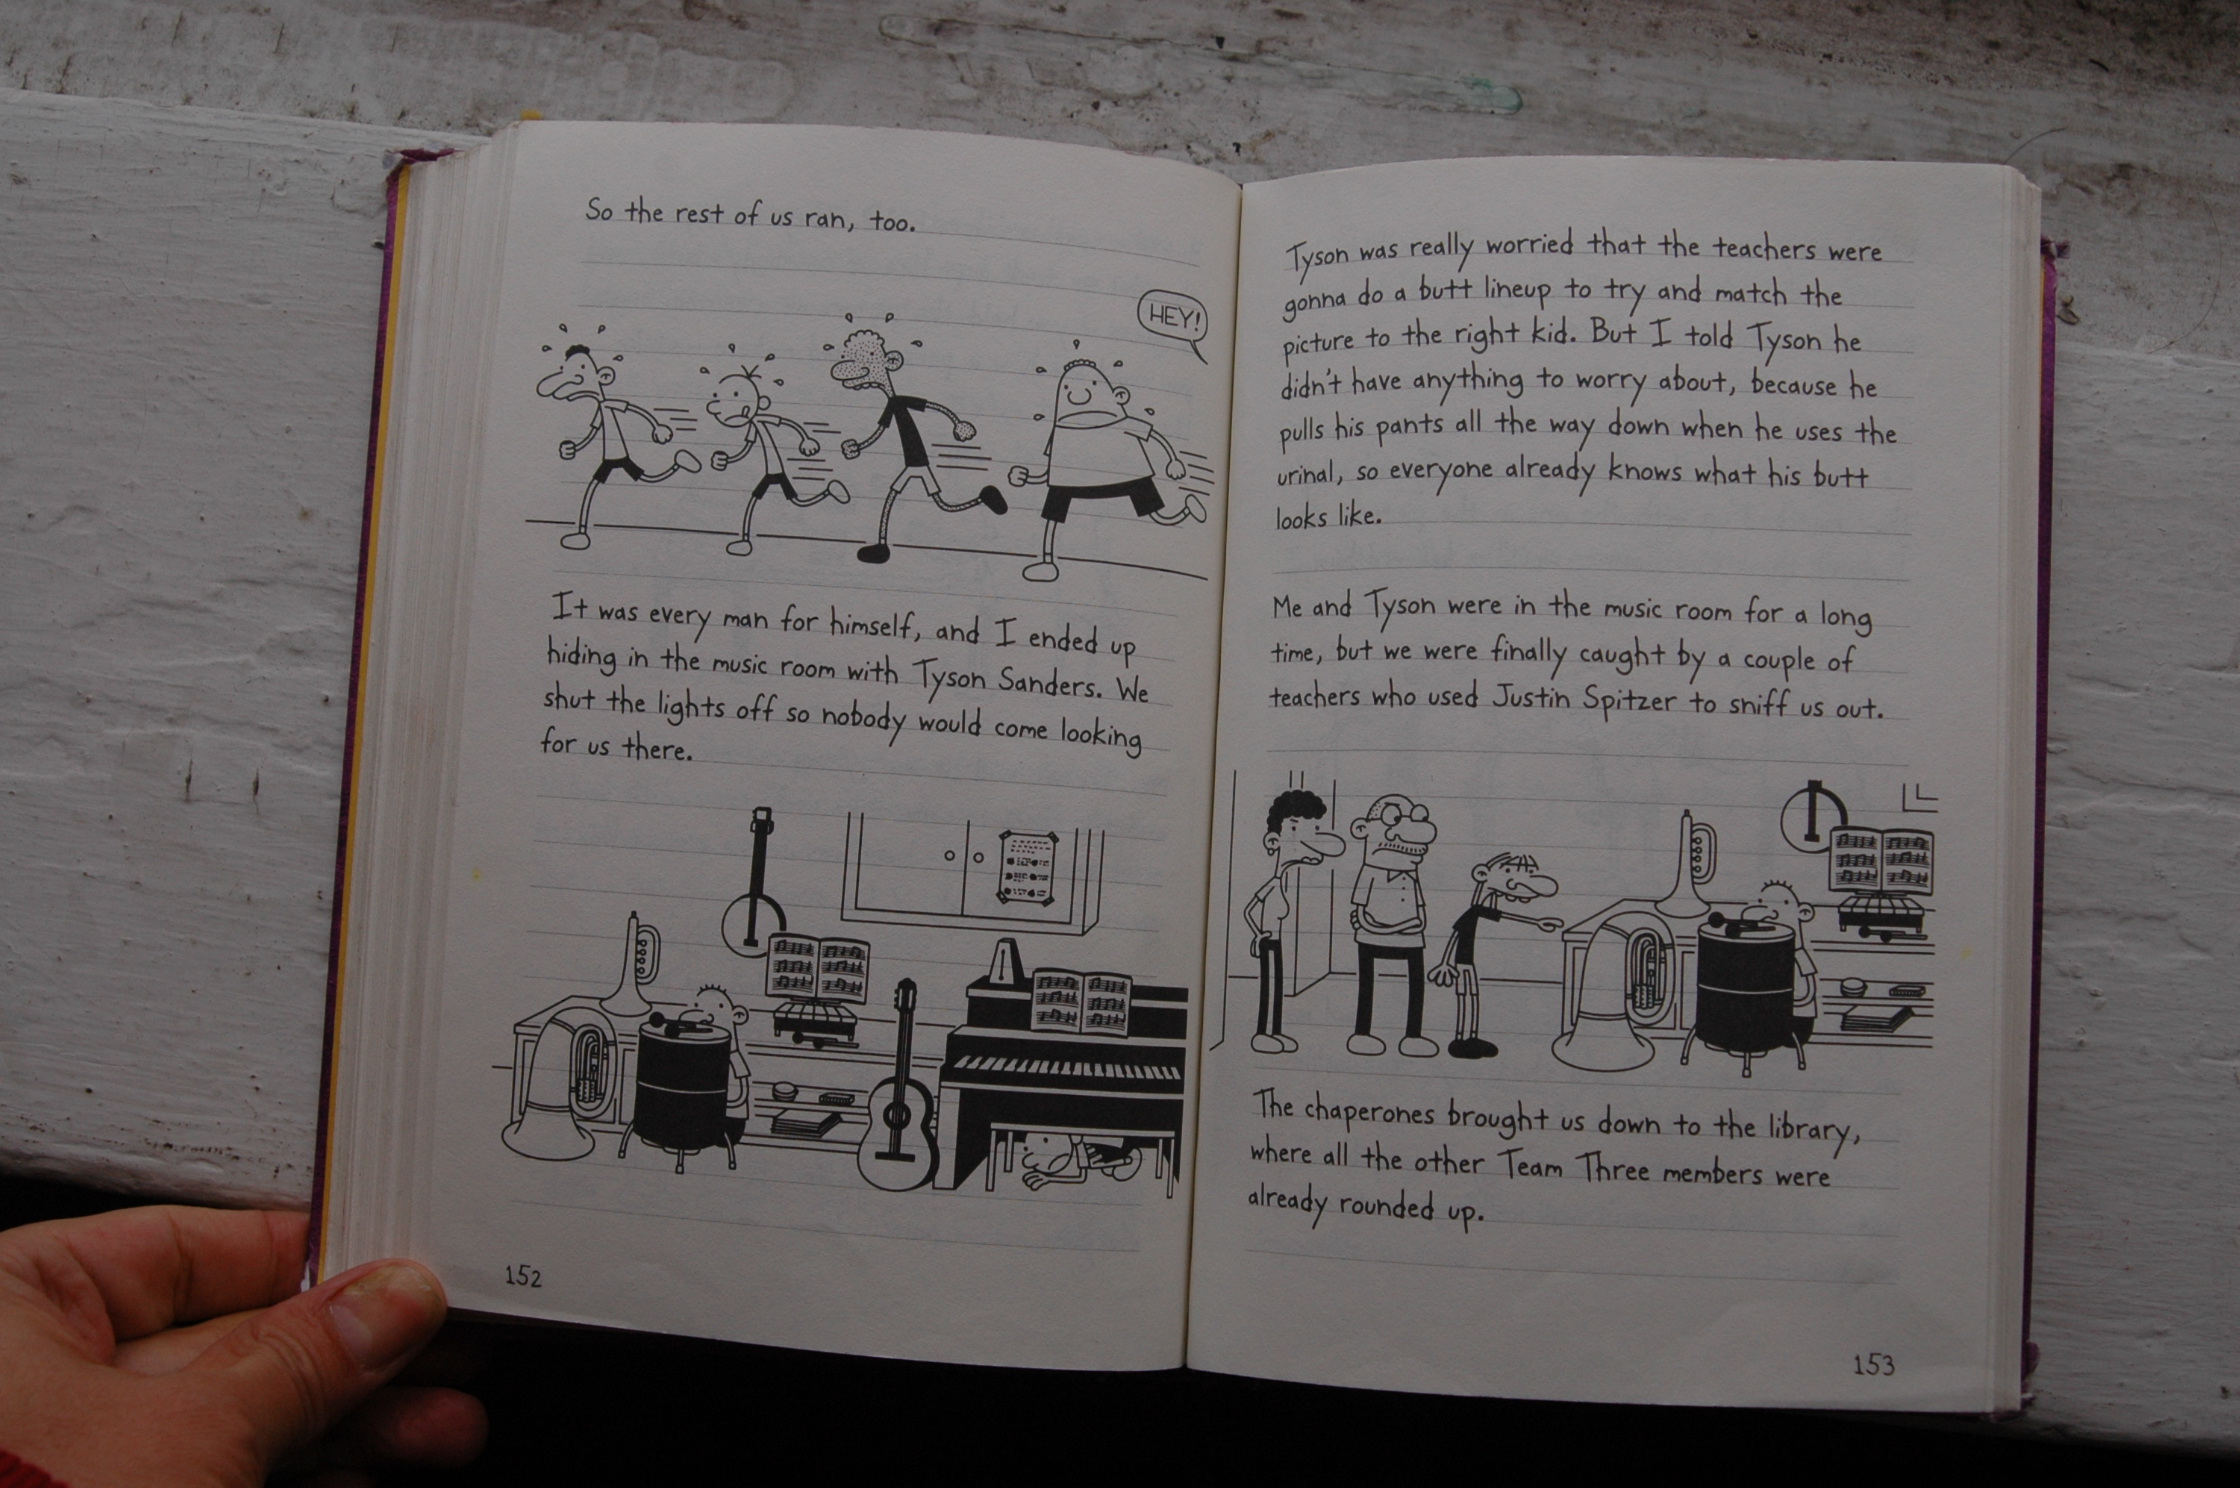 So the rest of us ran, too.
HEY!
It was every man for himself, and I ended up
hiding in the music room with Tyson Sanders. We
shut the lights off so nobody would come looking
for us there.
152
Tyson was really worried that the teachers were
gonna do a butt lineup to try and match the
picture to the right kid. But I told Tyson he
didn't have anything to worry about, because he
pulls his pants all the way down when he uses the
urinal, so everyone already knows what his butt
looks like.
Me and Tyson were in the music room for a long
time, but we were finally caught by a couple of
teachers who used Justin Spitzer to sniff us out.
The chaperones brought us down to the library,
where all the other Team Three members were
already rounded up.
153